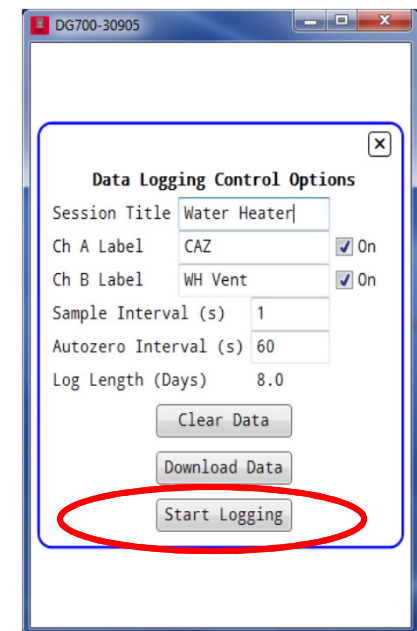 DG700-30905
Data Logging Control Options
Session Title Water Heater
Ch A Label CAZ On
Ch B Label WH Vent On
Sample Interval (s) 1
Autozero Interval (s) 60
Log Length (Days) 8.0
Clear Data
Download Data
Start Logging